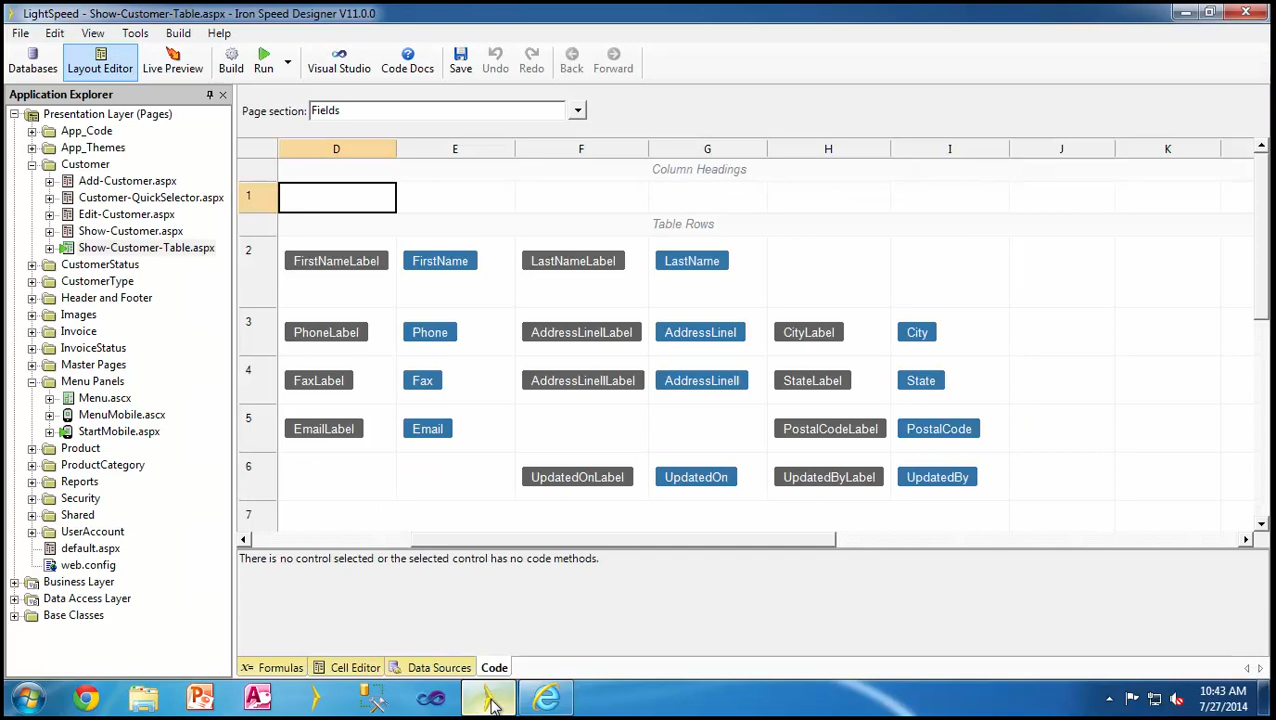 LightSpeed - Show-Customer-Table.aspx - Iron Speed Designer V11.0.0
File Edit View Tools Build Help
Databases Layout Editor Live Preview Build Run Visual Studio Code Docs Save Undo Redo Back Forward
Application Explorer
Presentation Layer (Pages)
App_Code
App_Themes
Customer
Add-Customer.aspx
Customer-QuickSelector.aspx
Edit-Customer.aspx
Show-Customer.aspx
Show-Customer-Table.aspx
CustomerStatus
CustomerType
Header and Footer
Images
Invoice
InvoiceStatus
Master Pages
Menu Panels
Menu.ascx
MenuMobile.ascx
StartMobile.aspx
Product
ProductCategory
Reports
Security
Shared
UserAccount
default.aspx
web.config
Business Layer
Data Access Layer
Base Classes
Page section: Fields
D E F G H I J K
Column Headings
1
Table Rows
2 FirstNameLabel FirstName LastNameLabel LastName
3 PhoneLabel Phone AddressLineILabel AddressLineI CityLabel City
4 FaxLabel Fax AddressLineIILabel AddressLineII StateLabel State
5 EmailLabel Email PostalCodeLabel PostalCode
6 UpdatedOnLabel UpdatedOn UpdatedByLabel UpdatedBy
7
There is no control selected or the selected control has no code methods.
Formulas Cell Editor Data Sources Code
10:43 AM
7/27/2014